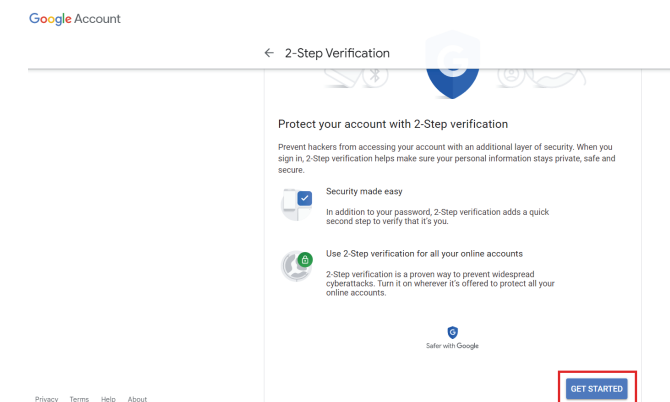 Google Account
← 2-Step Verification
Protect your account with 2-Step verification
Prevent hackers from accessing your account with an additional layer of security. When you
sign in, 2-Step verification helps make sure your personal information stays private, safe and
secure.
Security made easy
In addition to your password, 2-Step verification adds a quick
second step to verify that it's you.
Use 2-Step verification for all your online accounts
2-Step verification is a proven way to prevent widespread
cyberattacks. Turn it on wherever it's offered to protect all your
online accounts.
G
Safer with Google
GET STARTED
Privacy Terms Help About